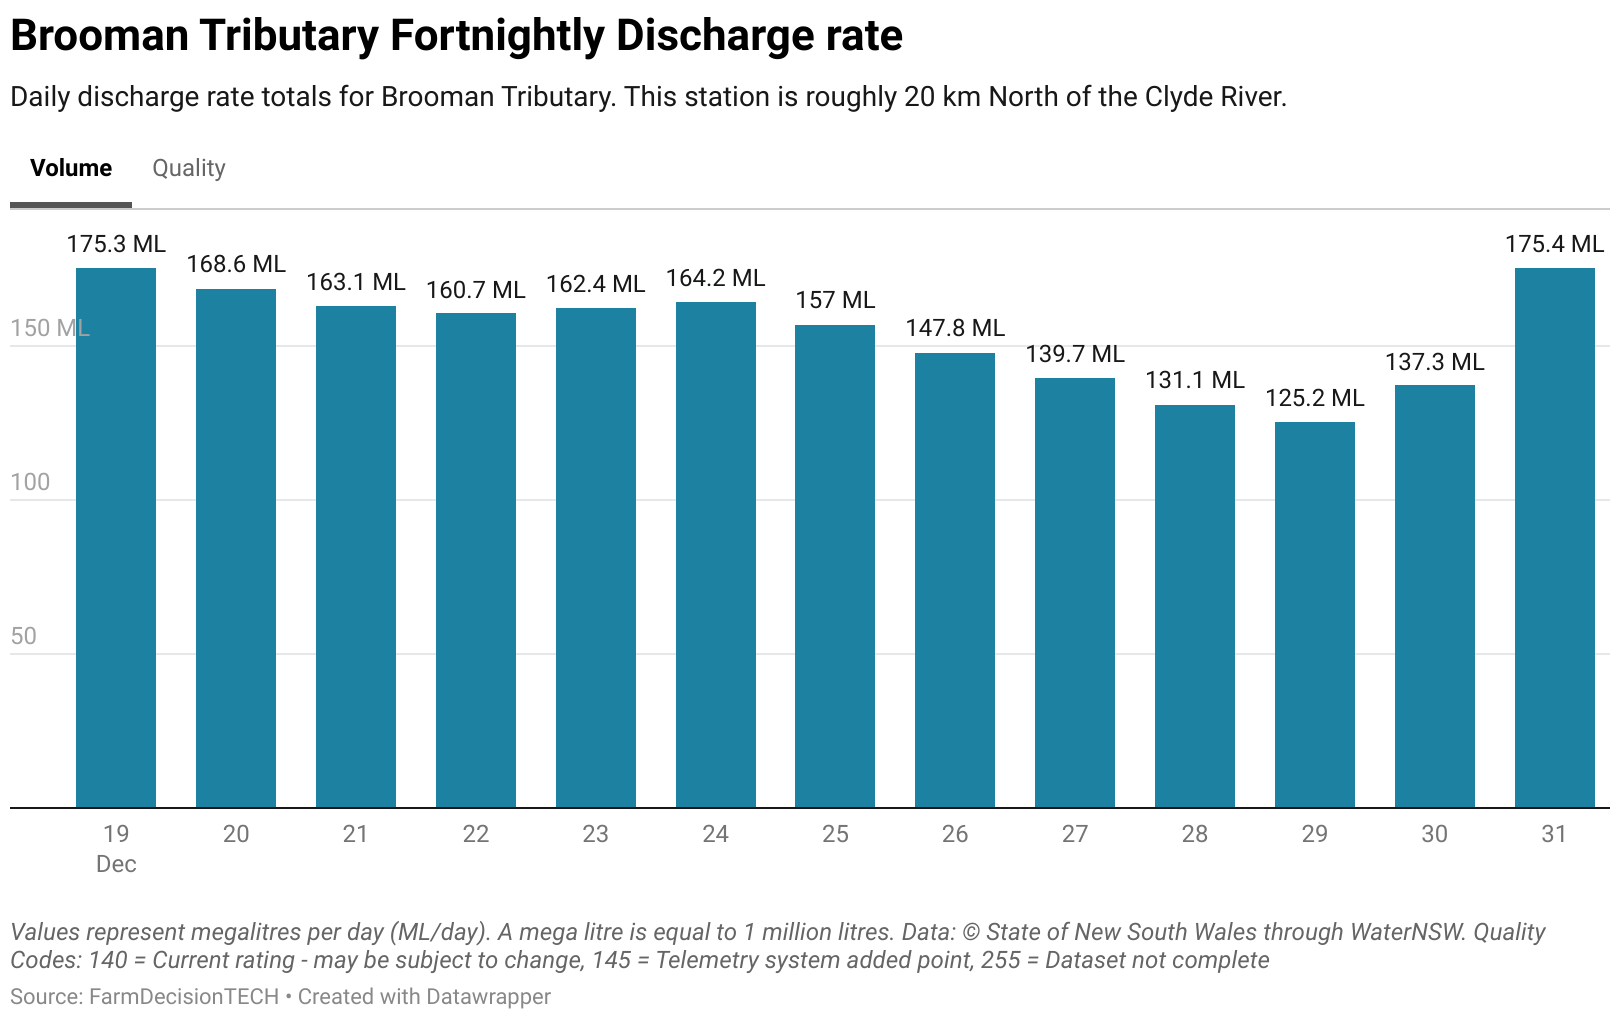 Brooman Tributary Fortnightly Discharge rate
Daily discharge rate totals for Brooman Tributary. This station is roughly 20 km North of the Clyde River.
Volume Quality
175.3 ML 168.6 ML 163.1 ML 160.7 ML 162.4 ML 164.2 ML 157 ML 147.8 ML 139.7 ML 131.1 ML 125.2 ML 137.3 ML 175.4 ML
150 ML
100
50
19 20 21 22 23 24 25 26 27 28 29 30 31
Dec
Values represent megalitres per day (ML/day). A mega litre is equal to 1 million litres. Data: © State of New South Wales through WaterNSW. Quality
Codes: 140 = Current rating - may be subject to change, 145 = Telemetry system added point, 255 = Dataset not complete
Source: FarmDecisionTECH • Created with Datawrapper